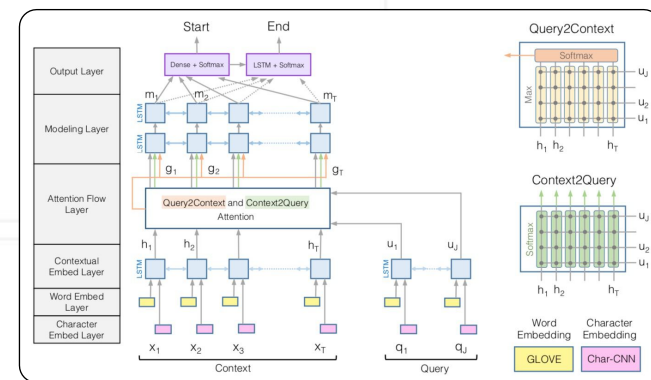 Start End
Output Layer
Dense + Softmax
LSTM + Softmax
m1 m2 mT
Modeling Layer
LSTM
LSTM
g1 g2 gT
Attention Flow
Layer
Query2Context and Context2Query
Attention
h1 h2 hT
u1 uJ
Contextual
Embed Layer
LSTM
LSTM
Word Embed
Layer
Character
Embed Layer
x1 x2 x3 xT
q1 qJ
Context
Query
Query2Context
Softmax
Max
uJ
u2
u1
h1 h2 hT
Context2Query
Softmax
uJ
u2
u1
h1 h2 hT
Word
Embedding
Character
Embedding
GLOVE
Char-CNN